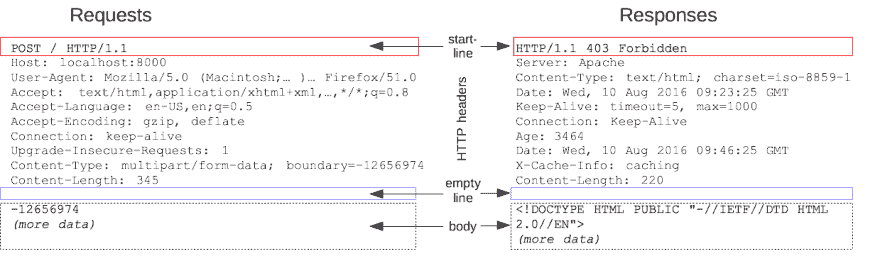 Requests
POST / HTTP/1.1
Host: localhost:8000
User-Agent: Mozilla/5.0 (Macintosh;… )… Firefox/51.0
Accept: text/html,application/xhtml+xml,…,*/*;q=0.8
Accept-Language: en-US,en;q=0.5
Accept-Encoding: gzip, deflate
Connection: keep-alive
Upgrade-Insecure-Requests: 1
Content-Type: multipart/form-data; boundary=-12656974
Content-Length: 345
-12656974
(more data)
start-
line
HTTP headers
empty
line
body
Responses
HTTP/1.1 403 Forbidden
Server: Apache
Content-Type: text/html; charset=iso-8859-1
Date: Wed, 10 Aug 2016 09:23:25 GMT
Keep-Alive: timeout=5, max=1000
Connection: Keep-Alive
Age: 3464
Date: Wed, 10 Aug 2016 09:46:25 GMT
X-Cache-Info: caching
Content-Length: 220
<!DOCTYPE HTML PUBLIC "-//IETF//DTD HTML
2.0//EN">
(more data)